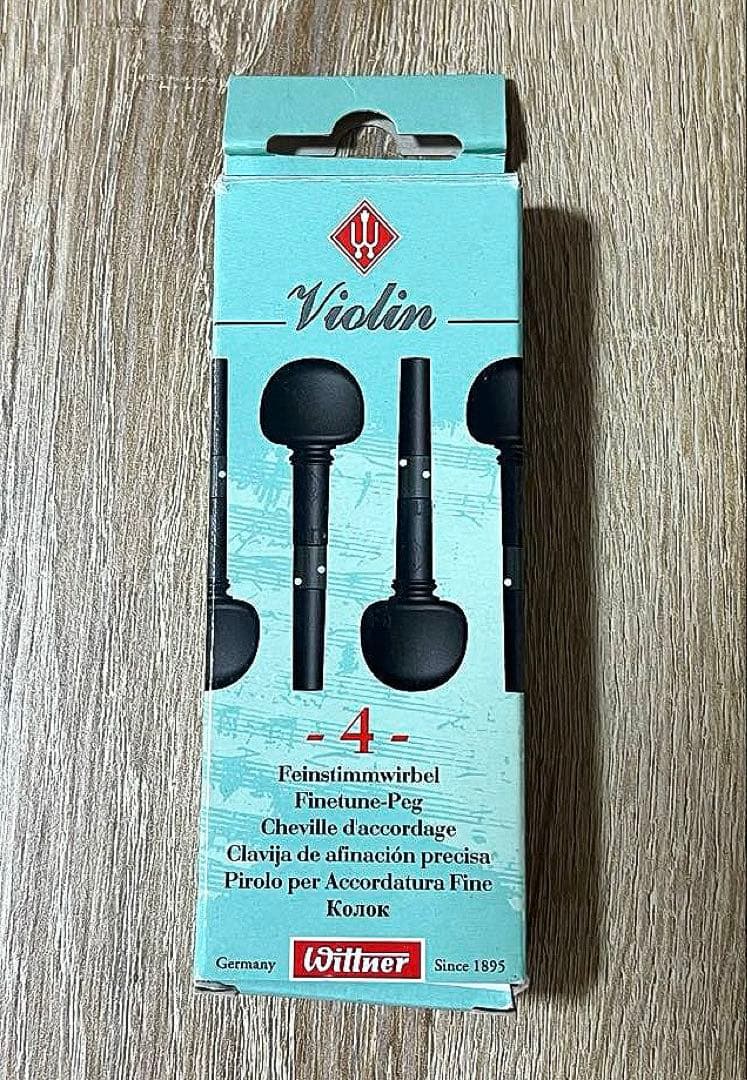 Violin
- 4 -
Feinstimmwirbel
Finetune-Peg
Cheville d'accordage
Clavija de afinación precisa
Pirolo per Accordatura Fine
Колок
Germany Wittner Since 1895